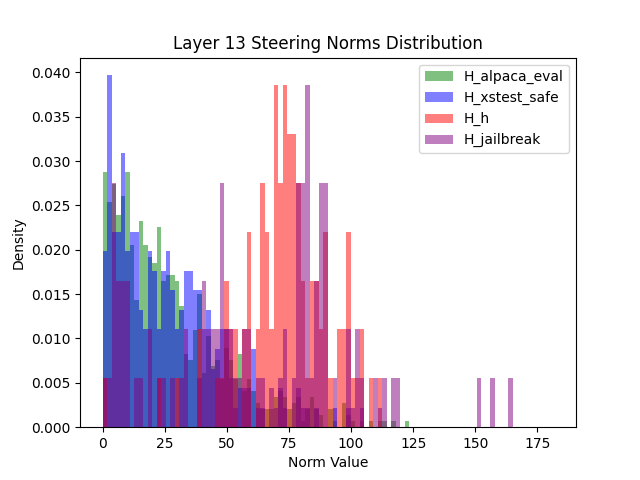 Layer 13 Steering Norms Distribution
H_alpaca_eval
H_xstest_safe
H_h
H_jailbreak
Density
0.040
0.035
0.030
0.025
0.020
0.015
0.010
0.005
0.000
0 25 50 75 100 125 150 175
Norm Value